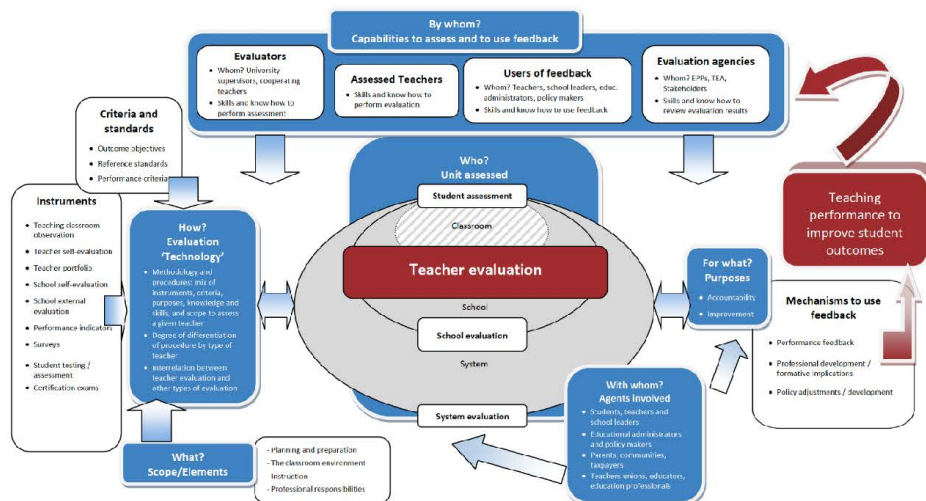 By whom?
Capabilities to assess and to use feedback
Evaluators
• Whom? University
supervisors, cooperating
teachers
• Skills and know how to
perform assessment
Assessed Teachers
• Skills and know how to
perform evaluation
Users of feedback
• Whom? Teachers, school leaders, educ.
administrators, policy makers
• Skills and know how to use feedback
Evaluation agencies
• Whom? EPPs, TEA,
Stakeholders
• Skills and know how to
review evaluation results
Criteria and
standards
• Outcome objectives
• Reference standards
• Performance criteria
Instruments
• Teaching classroom
observation
• Teacher self-evaluation
• Teacher portfolio
• School self-evaluation
• School external
evaluation
• Performance indicators
• Surveys
• Student testing /
assessment
• Certification exams
How?
Evaluation
‘Technology’
• Methodology and
procedures: mix of
instruments, criteria,
purposes, knowledge and
skills, and scope to assess
a given teacher
• Degree of differentiation
of procedure by type of
teacher
• Interrelation between
teacher evaluation and
other types of evaluation
What?
Scope/Elements
- Planning and preparation
- The classroom environment
Instruction
- Professional responsibilities
Who?
Unit assessed
Student assessment
Classroom
Teacher evaluation
School
School evaluation
System
System evaluation
With whom?
Agents involved
• Students, teachers and
school leaders
• Educational administrators
and policy makers
• Parents, communities,
taxpayers
• Teachers unions, educators,
education professionals
For what?
Purposes
• Accountability
• Improvement
Mechanisms to use
feedback
• Performance feedback
• Professional development /
formative implications
• Policy adjustments / development
Teaching
performance to
improve student
outcomes